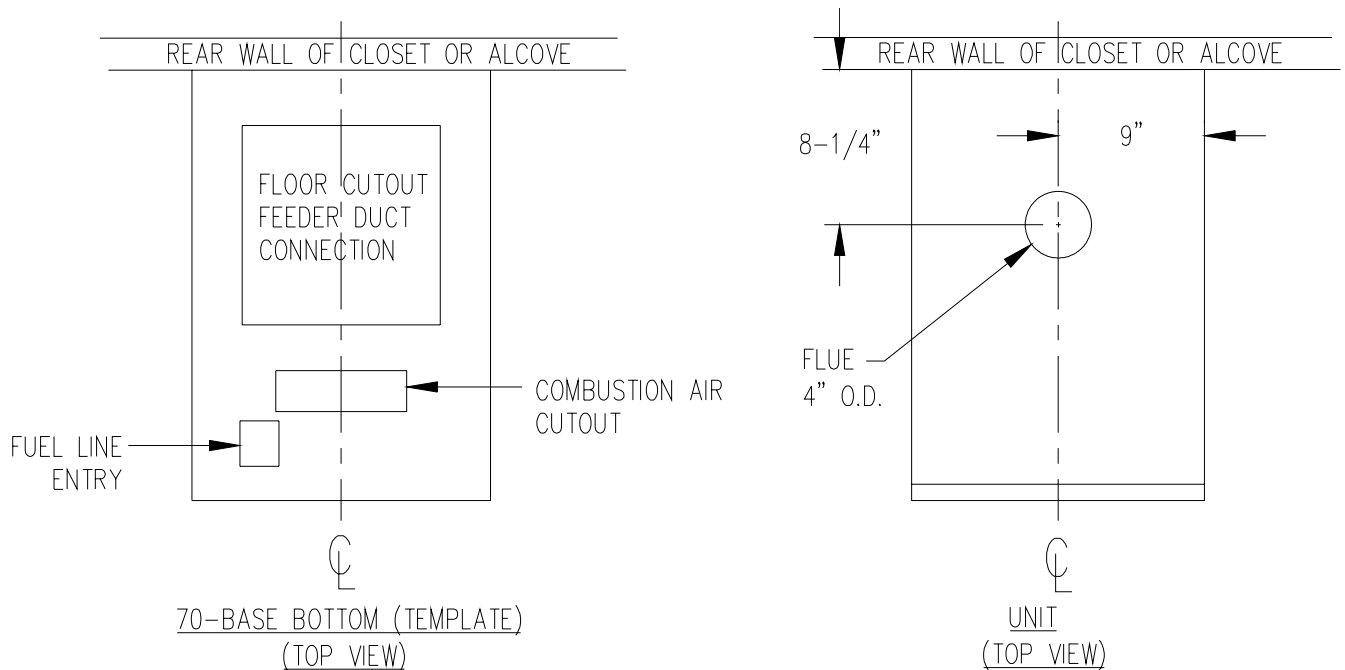 REAR WALL OF CLOSET OR ALCOVE
FLOOR CUTOUT
FEEDER DUCT
CONNECTION
COMBUSTION AIR
CUTOUT
FUEL LINE
ENTRY
CL
70-BASE BOTTOM (TEMPLATE)
(TOP VIEW)
REAR WALL OF CLOSET OR ALCOVE
8-1/4"
9"
FLUE
4" O.D.
CL
UNIT
(TOP VIEW)